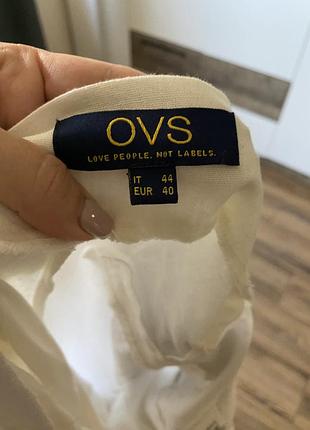 OVS
LOVE PEOPLE. NOT LABELS.
IT 44
EUR 40